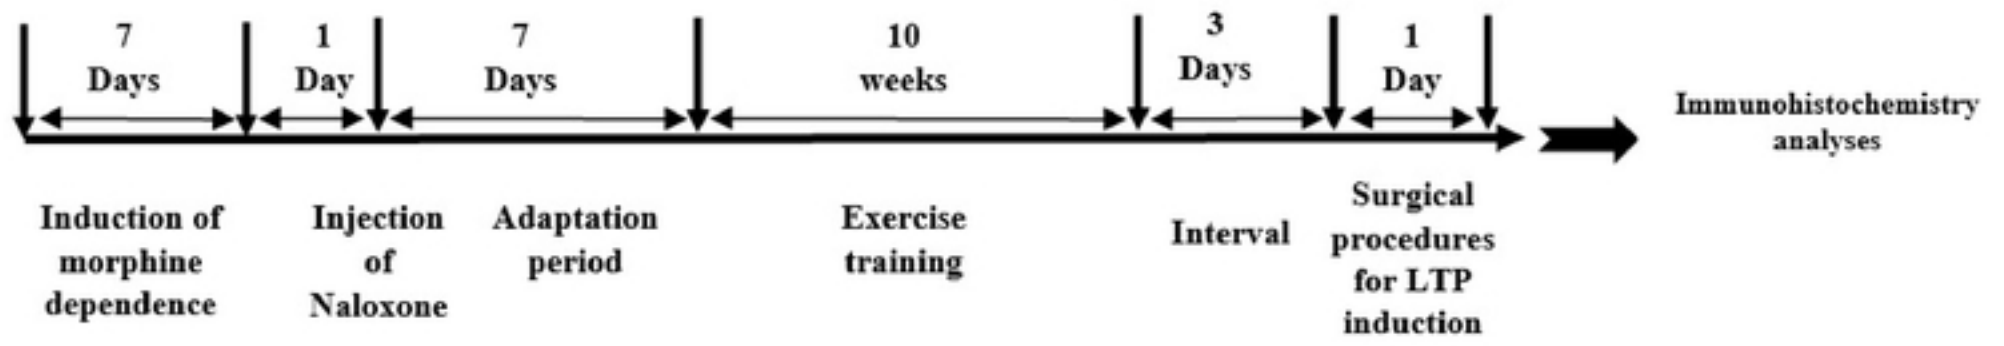 7
Days
1
Day
7
Days
10
weeks
3
Days
1
Day
Immunohistochemistry
analyses
Induction of
morphine
dependence
Injection
of
Naloxone
Adaptation
period
Exercise
training
Interval
Surgical
procedures
for LTP
induction